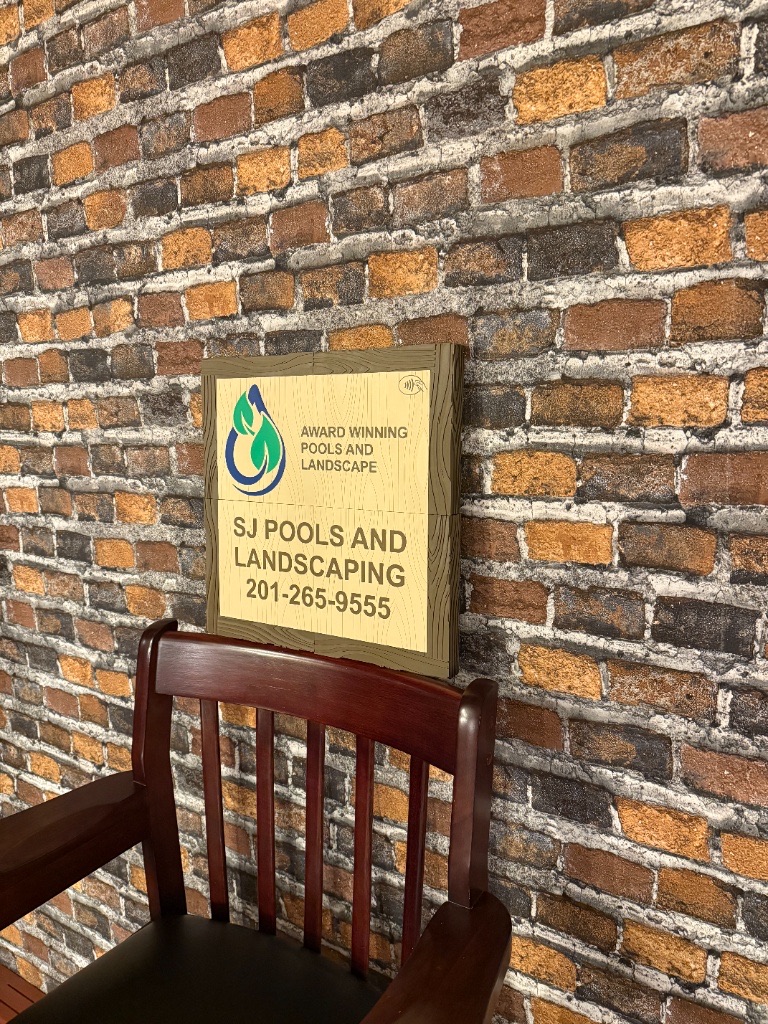 AWARD WINNING
POOLS AND
LANDSCAPE
SJ POOLS AND
LANDSCAPING
201-265-9555